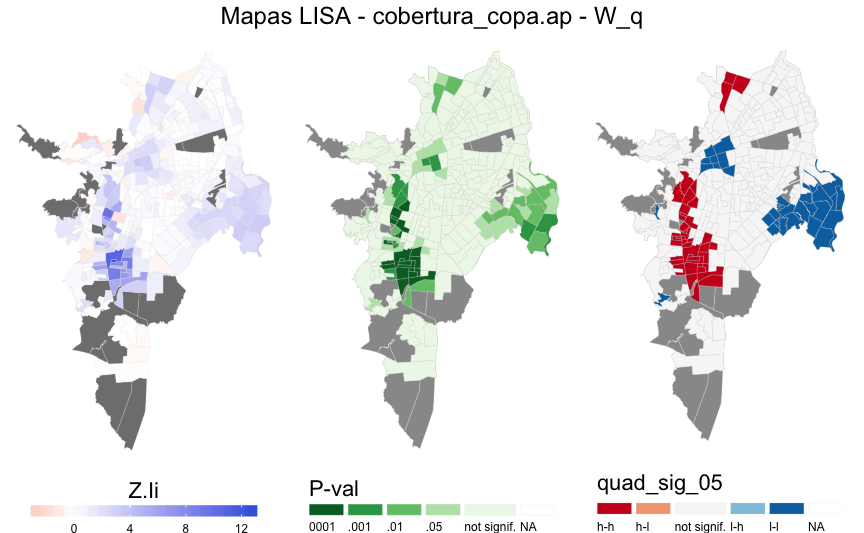 Mapas LISA - cobertura_copa.ap - W_q
Z.Ii
0 4 8 12
P-val
0001 .001 .01 .05 not signif. NA
quad_sig_05
h-h h-l not signif. l-h l-l NA